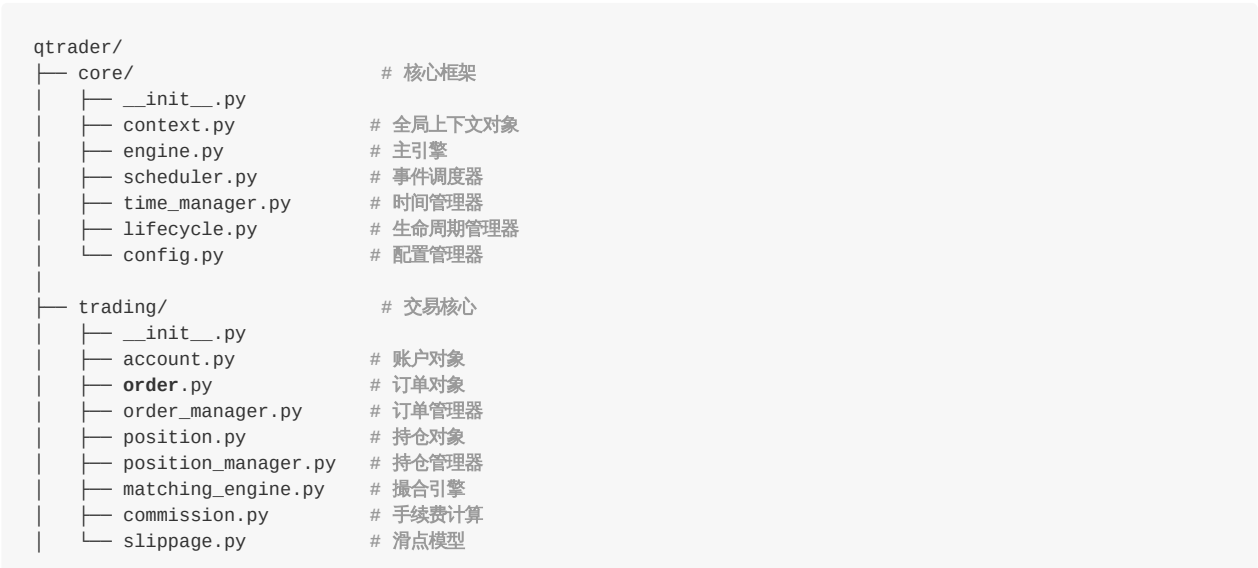 qtrader/
├── core/                       # 核心框架
│   ├── __init__.py
│   ├── context.py            # 全局上下文对象
│   ├── engine.py             # 主引擎
│   ├── scheduler.py          # 事件调度器
│   ├── time_manager.py       # 时间管理器
│   ├── lifecycle.py          # 生命周期管理器
│   └── config.py             # 配置管理器
│
├── trading/                    # 交易核心
│   ├── __init__.py
│   ├── account.py            # 账户对象
│   ├── order.py              # 订单对象
│   ├── order_manager.py      # 订单管理器
│   ├── position.py           # 持仓对象
│   ├── position_manager.py   # 持仓管理器
│   ├── matching_engine.py    # 撮合引擎
│   ├── commission.py         # 手续费计算
│   └── slippage.py           # 滑点模型